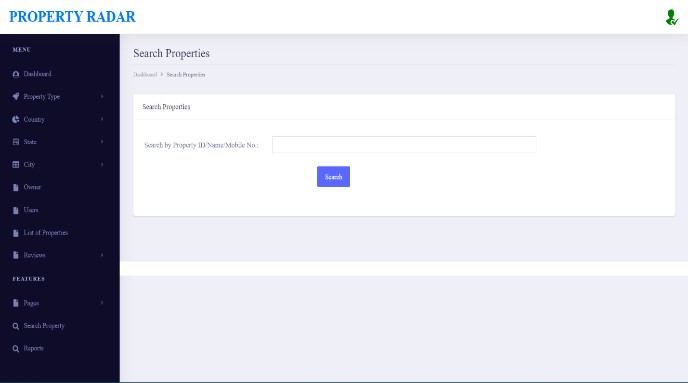 PROPERTY RADAR
MENU
Dashboard
Property Type
Country
State
City
Owner
Users
List of Properties
Reviews
FEATURES
Pages
Search Property
Reports
Search Properties
Dashboard > Search Properties
Search Properties
Search by Property ID/Name/Mobile No.:
Search